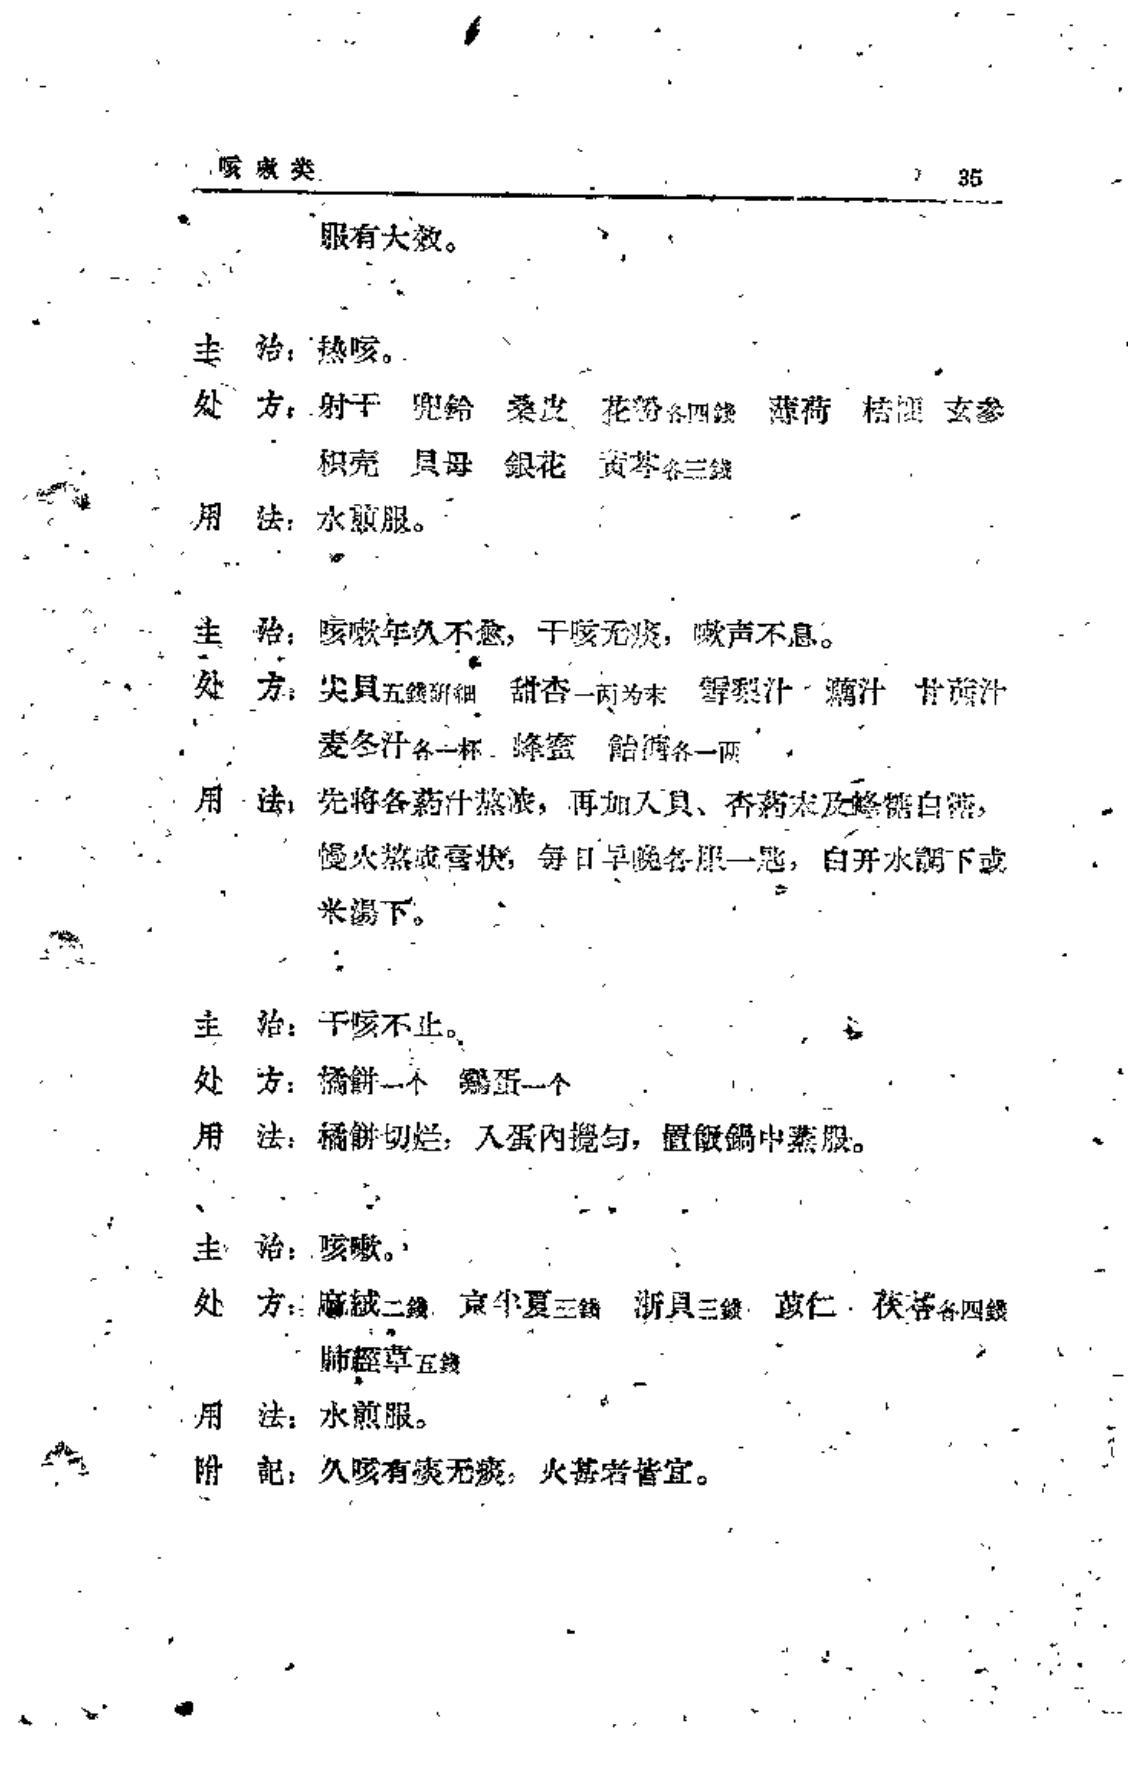 咳嗽类 35
服有大效。
主 治：热咳。
处 方：射干 兜鈴 桑皮 花粉各四錢 薄荷 桔梗 玄参
枳壳 貝母 銀花 黃芩各三錢
用 法：水煎服。
主 治：咳嗽年久不愈，干咳无痰，嗽声不息。
处 方：尖貝五錢研細 甜杏一两为末 雪梨汁 藕汁 甘蔗汁
麦冬汁各一杯 蜂蜜 飴糖各一两
用 法：先将各葯汁熬浓，再加入貝、杏葯末及蜂糖白糖，
慢火熬成膏状，每日早晚各服一匙，白开水調下或
米湯下。
主 治：干咳不止。
处 方：橘餅一个 鷄蛋一个
用 法：橘餅切烂，入蛋內攪匀，置飯鍋中蒸服。
主 治：咳嗽。
处 方：麻絨二錢 京半夏三錢 浙貝三錢 苡仁 茯苓各四錢
肺經草五錢
用 法：水煎服。
附 記：久咳有痰无痰，火甚者皆宜。